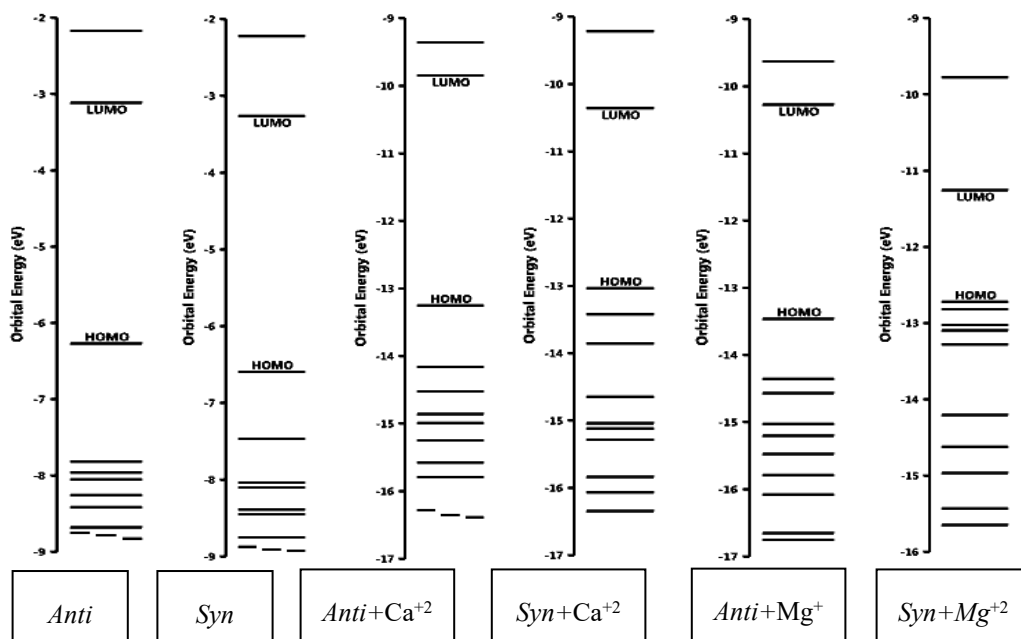 -2
-3
-4
-5
-6
-7
-8
-9
Orbital Energy (eV)
LUMO
HOMO
-2
-3
-4
-5
-6
-7
-8
-9
Orbital Energy (eV)
LUMO
HOMO
-9
-10
-11
-12
-13
-14
-15
-16
-17
Orbital Energy (eV)
LUMO
HOMO
-9
-10
-11
-12
-13
-14
-15
-16
-17
Orbital Energy (eV)
LUMO
HOMO
-9
-10
-11
-12
-13
-14
-15
-16
-17
Orbital Energy (eV)
LUMO
HOMO
-9
-10
-11
-12
-13
-14
-15
-16
Orbital Energy (eV)
LUMO
HOMO
Anti
Syn
Anti+Ca⁺²
Syn+Ca⁺²
Anti+Mg⁺
Syn+Mg⁺²